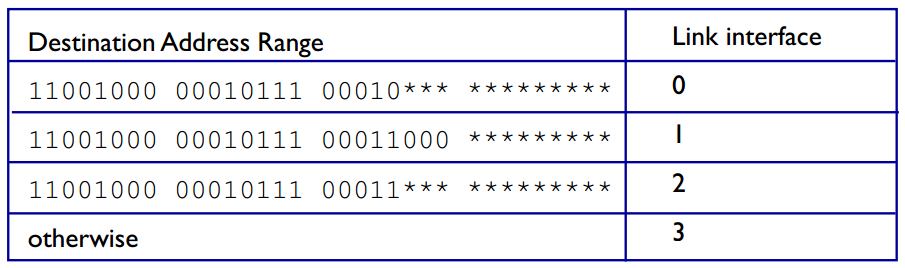 Destination Address Range Link interface
11001000 00010111 00010*** ********* 0
11001000 00010111 00011000 ********* 1
11001000 00010111 00011*** ********* 2
otherwise 3